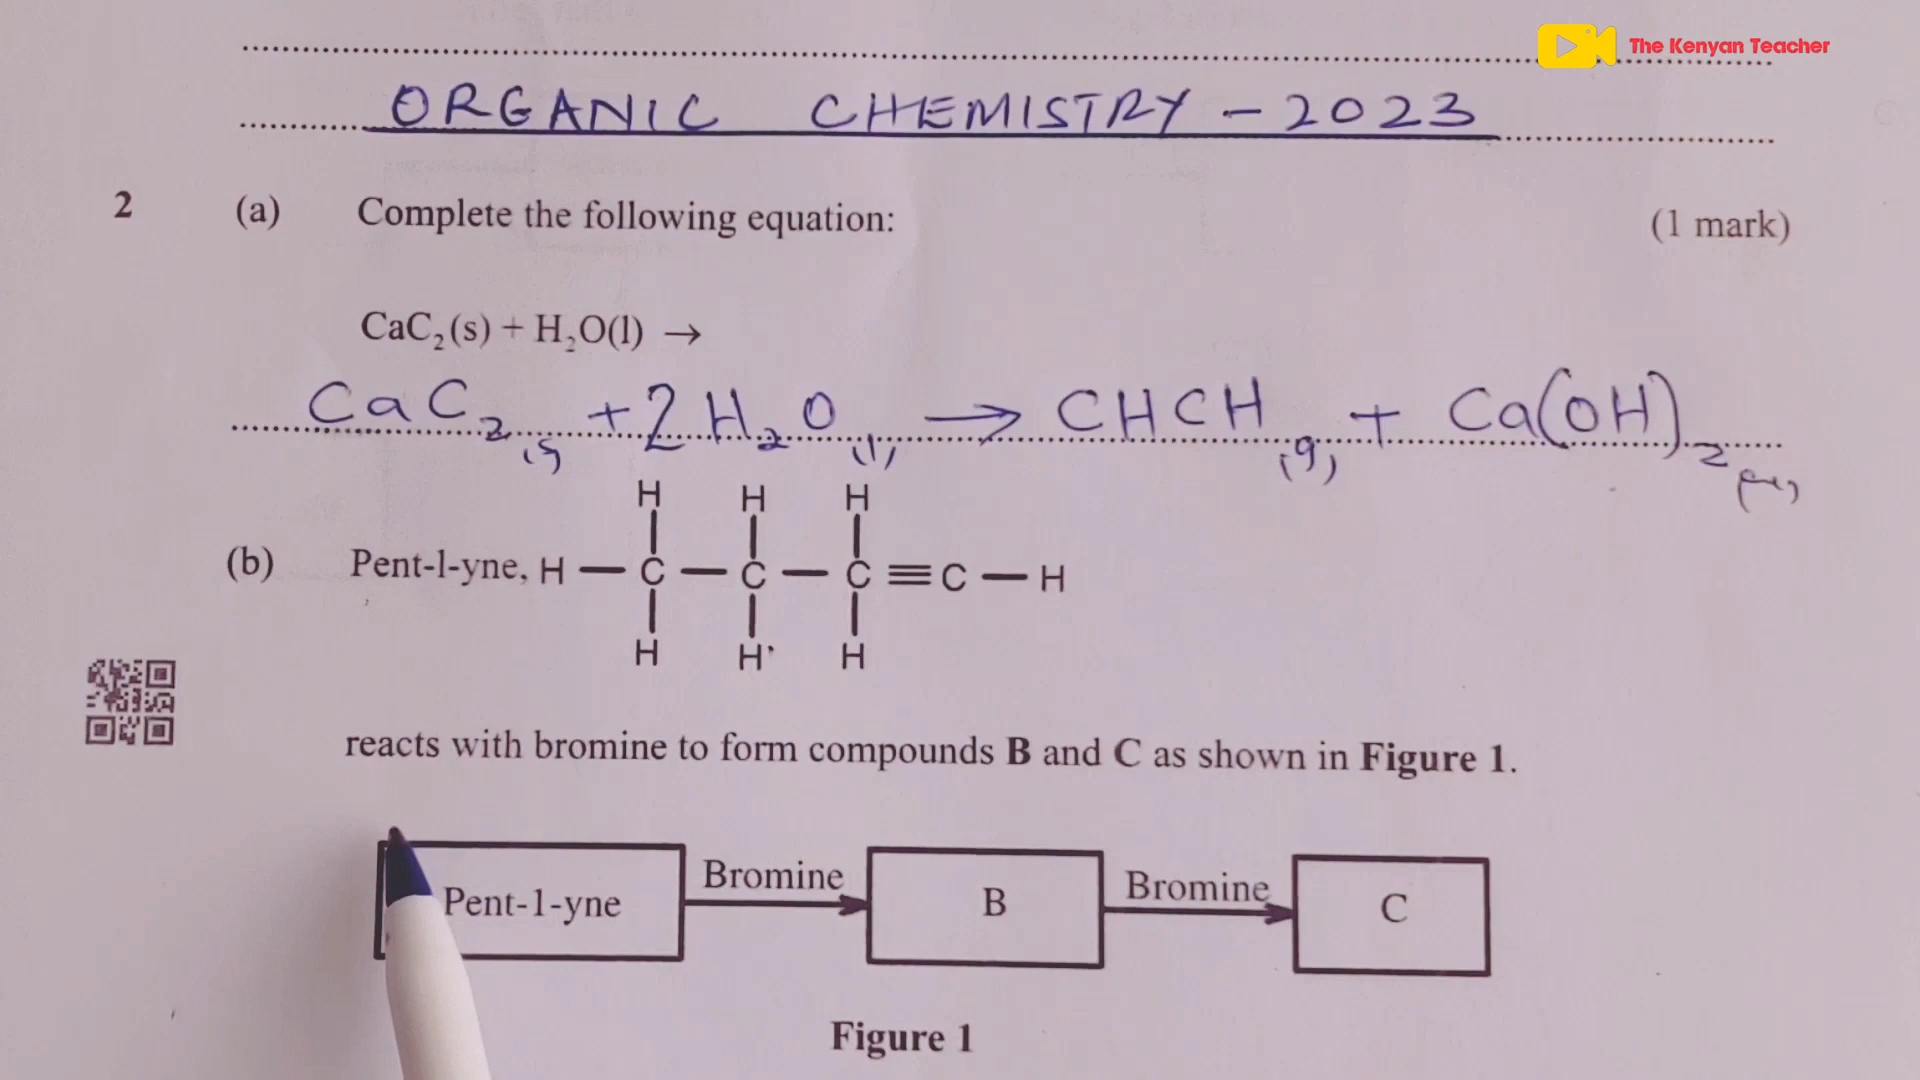 The Kenyan Teacher
ORGANIC CHEMISTRY - 2023
2 (a) Complete the following equation: (1 mark)
CaC₂(s) + H₂O(l) →
CaC₂(s) + 2H₂O(l) → CHCH(g) + Ca(OH)₂
H H H
(b) Pent-1-yne, H — C — C — C ≡ C — H
H H H
reacts with bromine to form compounds B and C as shown in Figure 1.
Pent-1-yne Bromine B Bromine C
Figure 1